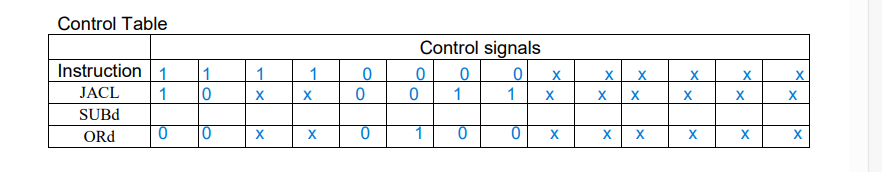 Control Table
Control signals
Instruction 1 1 1 1 0 0 0 0 x x x x x x
JACL 1 0 x x 0 0 1 1 x x x x x x
SUBd
ORd 0 0 x x 0 1 0 0 x x x x x x